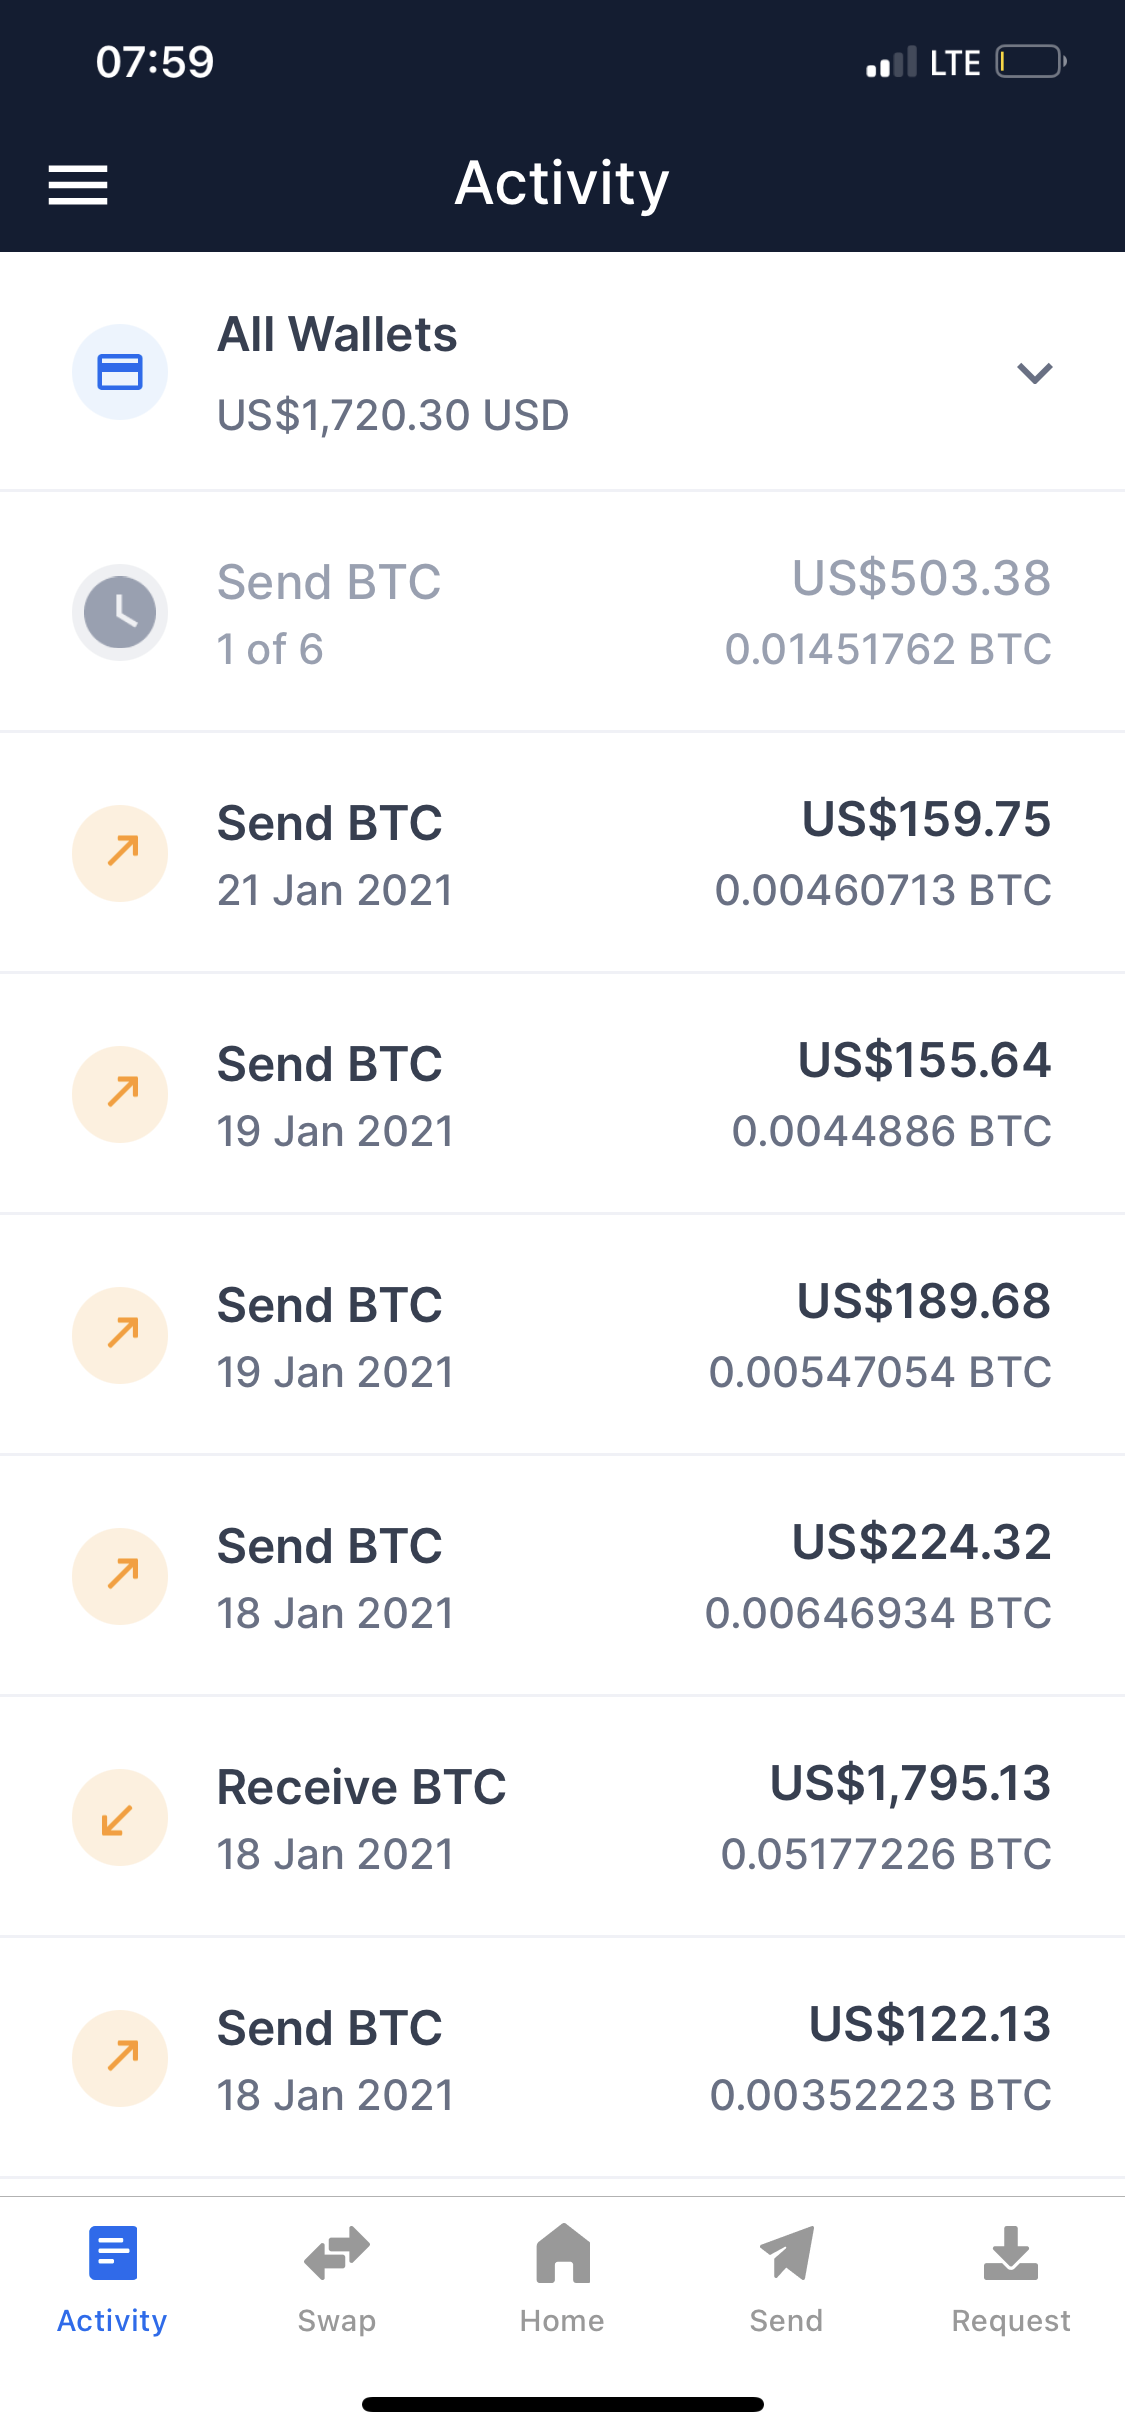 07:59 LTE
Activity
All Wallets
US$1,720.30 USD
Send BTC US$503.38
1 of 6 0.01451762 BTC
Send BTC US$159.75
21 Jan 2021 0.00460713 BTC
Send BTC US$155.64
19 Jan 2021 0.0044886 BTC
Send BTC US$189.68
19 Jan 2021 0.00547054 BTC
Send BTC US$224.32
18 Jan 2021 0.00646934 BTC
Receive BTC US$1,795.13
18 Jan 2021 0.05177226 BTC
Send BTC US$122.13
18 Jan 2021 0.00352223 BTC
Activity Swap Home Send Request